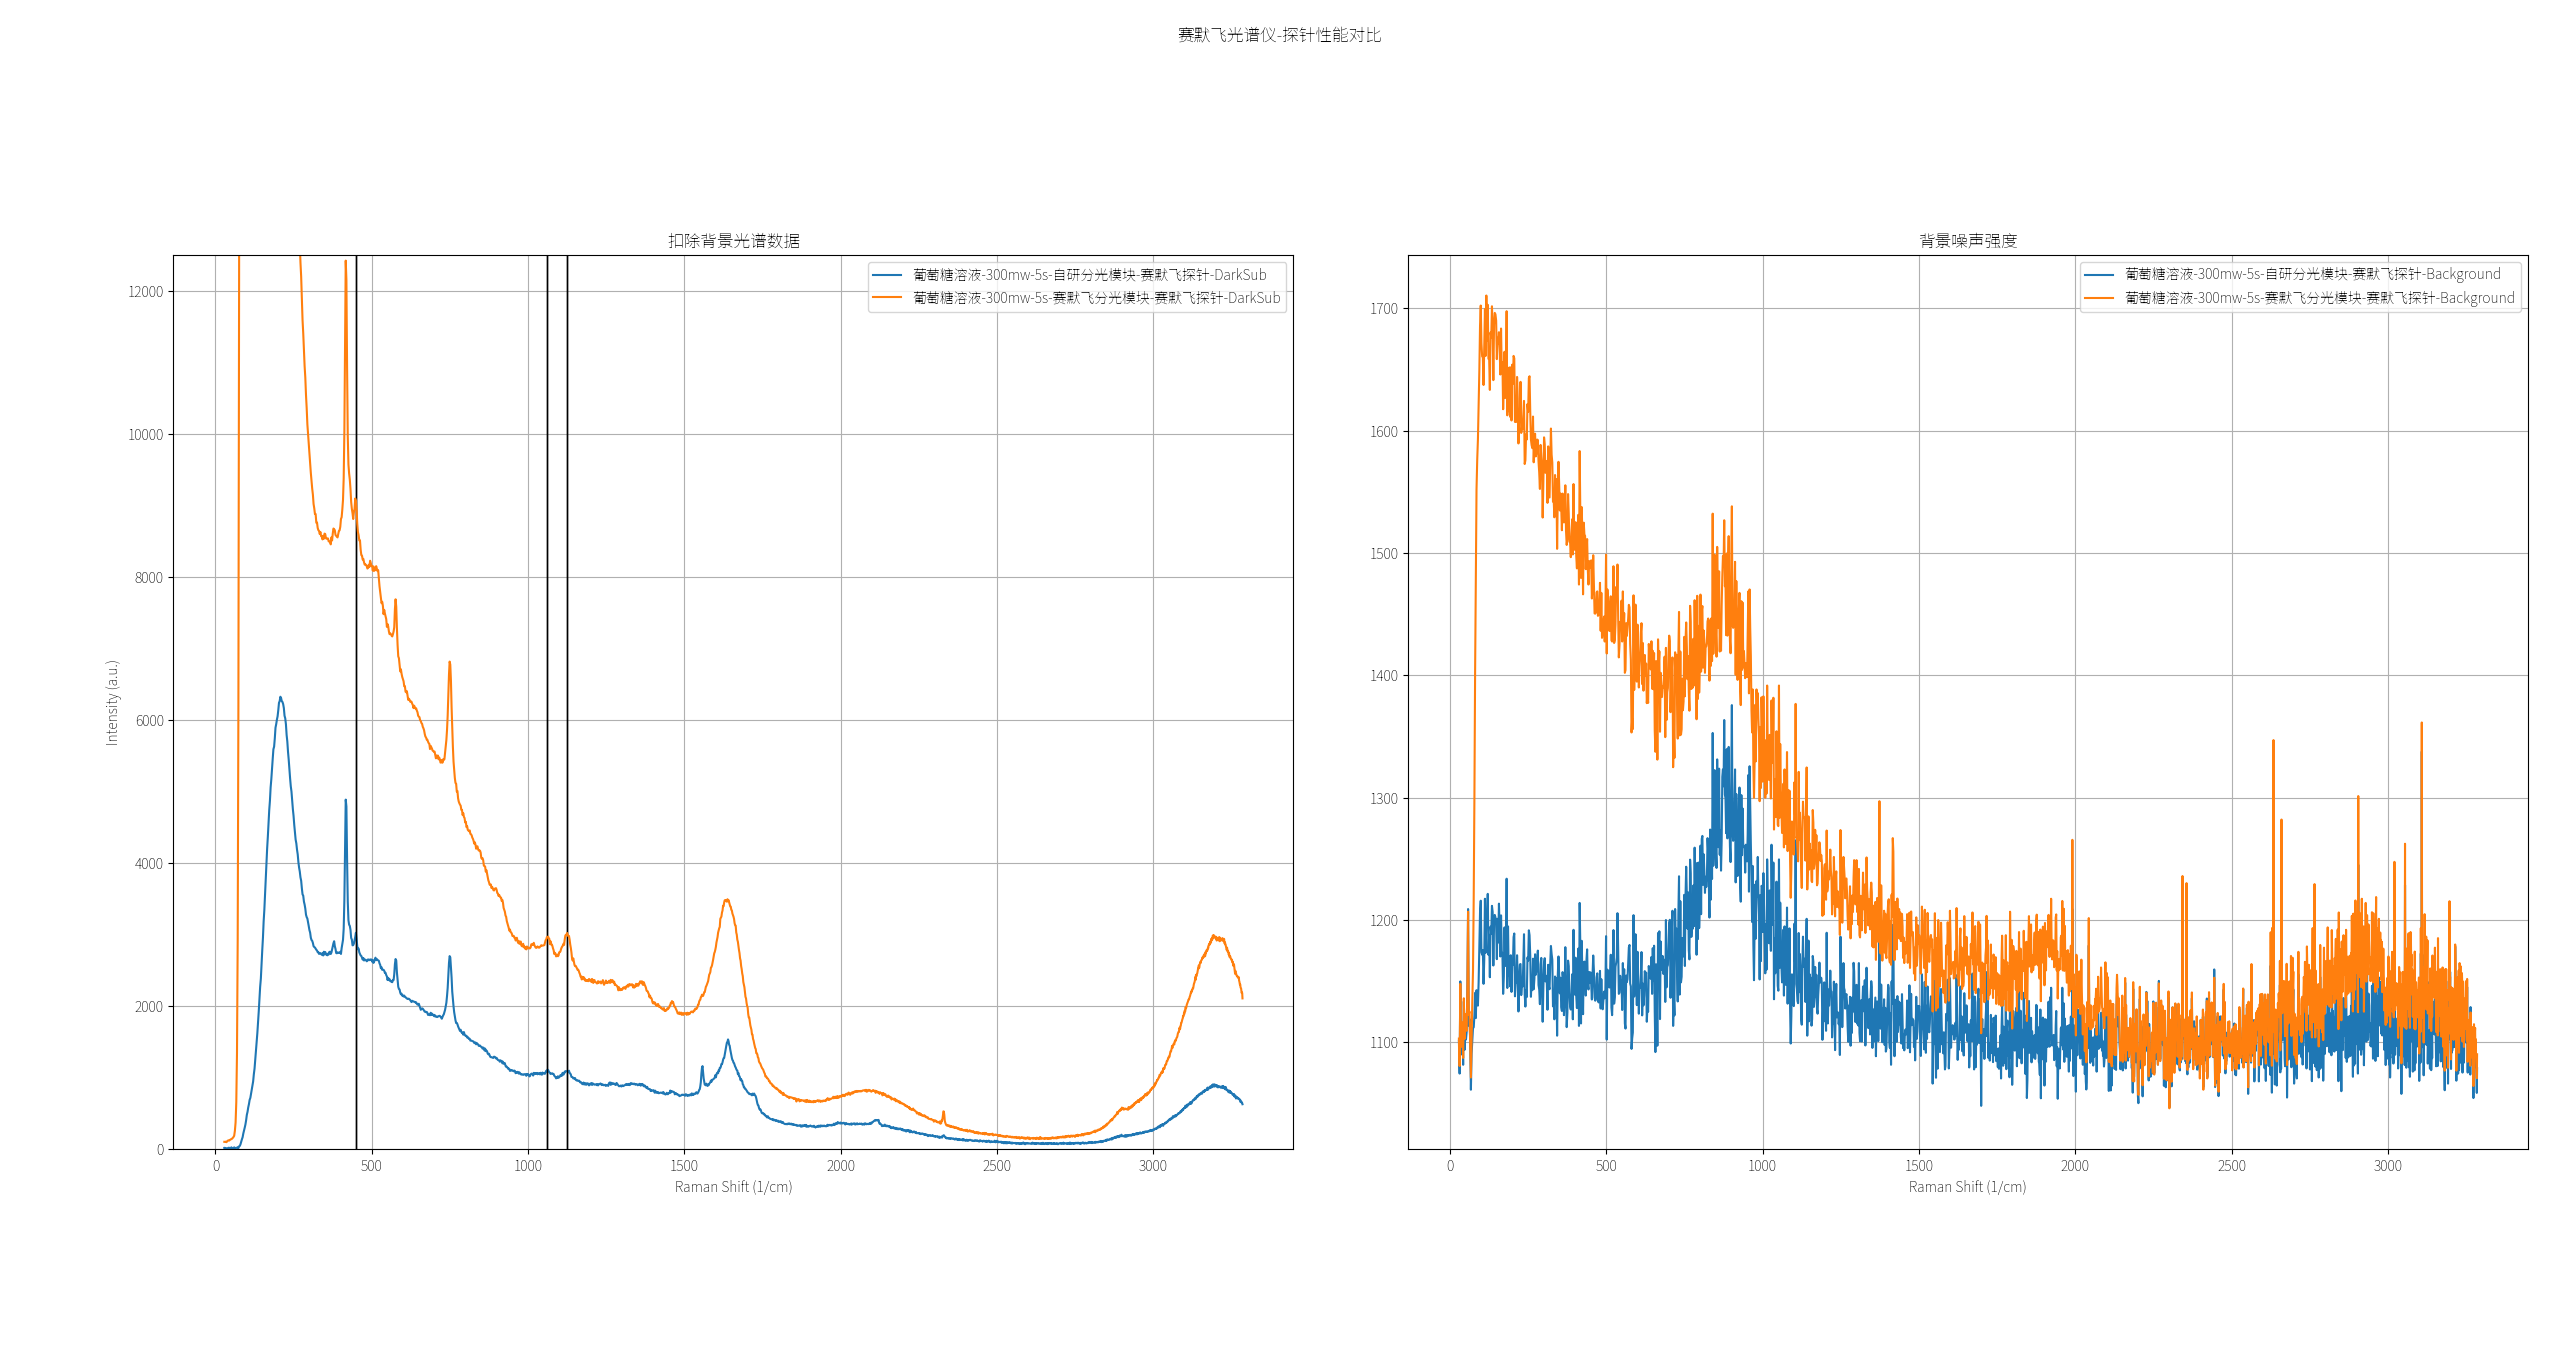 赛默飞光谱仪-探针性能对比
扣除背景光谱数据
葡萄糖溶液-300mw-5s-自研分光模块-赛默飞探针-DarkSub
葡萄糖溶液-300mw-5s-赛默飞分光模块-赛默飞探针-DarkSub
12000
10000
8000
6000
4000
2000
0
Intensity (a.u.)
0 500 1000 1500 2000 2500 3000
Raman Shift (1/cm)
背景噪声强度
葡萄糖溶液-300mw-5s-自研分光模块-赛默飞探针-Background
葡萄糖溶液-300mw-5s-赛默飞分光模块-赛默飞探针-Background
1700
1600
1500
1400
1300
1200
1100
0 500 1000 1500 2000 2500 3000
Raman Shift (1/cm)